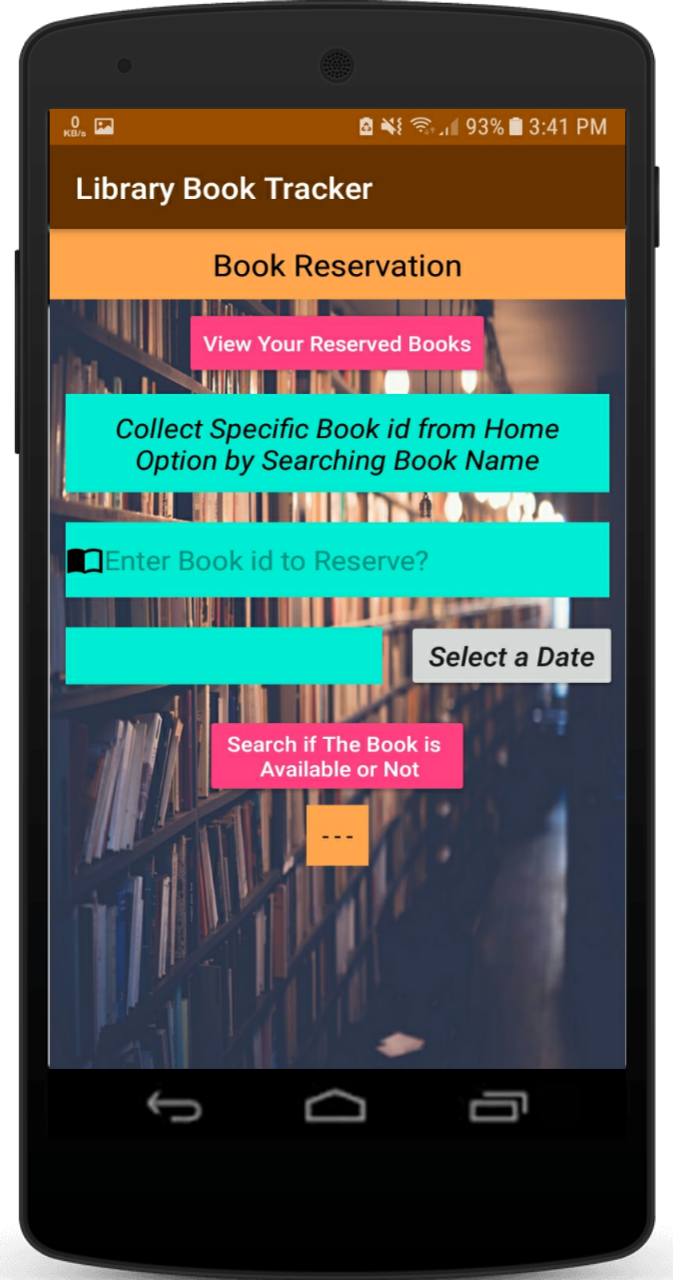 0
KB/s
93% 3:41 PM
Library Book Tracker
Book Reservation
View Your Reserved Books
Collect Specific Book id from Home
Option by Searching Book Name
Enter Book id to Reserve?
Select a Date
Search if The Book is
Available or Not
---